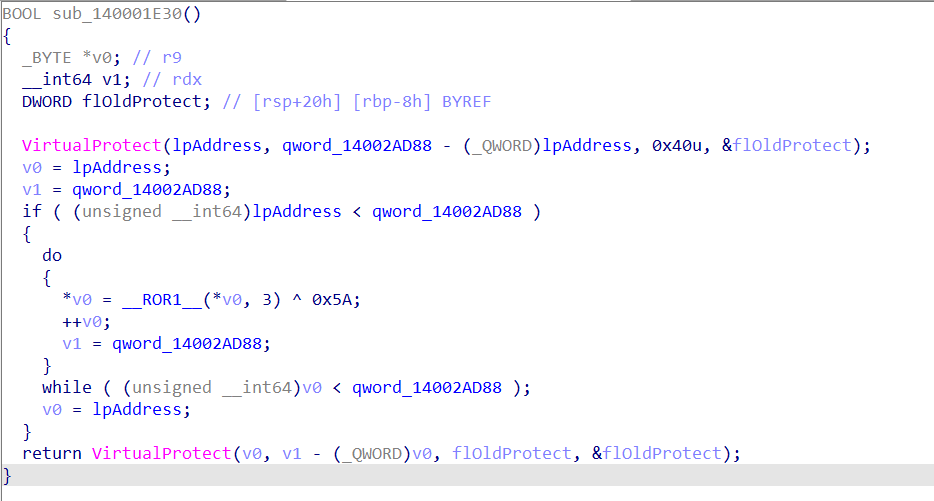 BOOL sub_140001E30()
{
  _BYTE *v0; // r9
  __int64 v1; // rdx
  DWORD flOldProtect; // [rsp+20h] [rbp-8h] BYREF

  VirtualProtect(lpAddress, qword_14002AD88 - (_QWORD)lpAddress, 0x40u, &flOldProtect);
  v0 = lpAddress;
  v1 = qword_14002AD88;
  if ( (unsigned __int64)lpAddress < qword_14002AD88 )
  {
    do
    {
      *v0 = __ROR1__(*v0, 3) ^ 0x5A;
      ++v0;
      v1 = qword_14002AD88;
    }
    while ( (unsigned __int64)v0 < qword_14002AD88 );
    v0 = lpAddress;
  }
  return VirtualProtect(v0, v1 - (_QWORD)v0, flOldProtect, &flOldProtect);
}